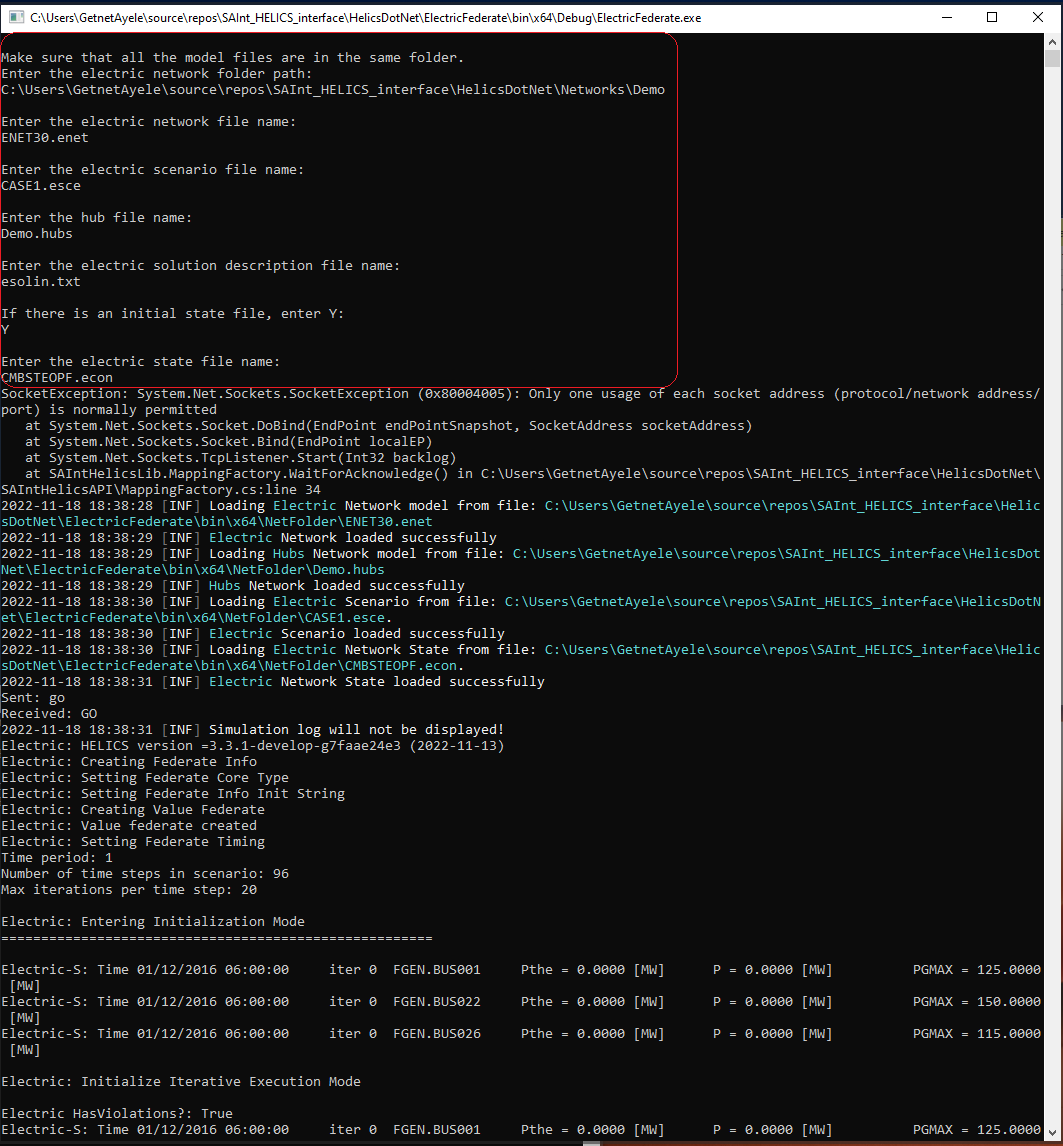 C:\Users\GetnetAyele\source\repos\SAInt_HELICS_interface\HelicsDotNet\ElectricFederate\bin\x64\Debug\ElectricFederate.exe
Make sure that all the model files are in the same folder.
Enter the electric network folder path:
C:\Users\GetnetAyele\source\repos\SAInt_HELICS_interface\HelicsDotNet\Networks\Demo
Enter the electric network file name:
ENET30.enet
Enter the electric scenario file name:
CASE1.esce
Enter the hub file name:
Demo.hubs
Enter the electric solution description file name:
esolin.txt
If there is an initial state file, enter Y:
Y
Enter the electric state file name:
CMBSTEOPF.econ
SocketException: System.Net.Sockets.SocketException (0x80004005): Only one usage of each socket address (protocol/network address/
port) is normally permitted
   at System.Net.Sockets.Socket.DoBind(EndPoint endPointSnapshot, SocketAddress socketAddress)
   at System.Net.Sockets.Socket.Bind(EndPoint localEP)
   at System.Net.Sockets.TcpListener.Start(Int32 backlog)
   at SAIntHelicsLib.MappingFactory.WaitForAcknowledge() in C:\Users\GetnetAyele\source\repos\SAInt_HELICS_interface\HelicsDotNet\
SAIntHelicsAPI\MappingFactory.cs:line 34
2022-11-18 18:38:28 [INF] Loading Electric Network model from file: C:\Users\GetnetAyele\source\repos\SAInt_HELICS_interface\Helic
sDotNet\ElectricFederate\bin\x64\NetFolder\ENET30.enet
2022-11-18 18:38:29 [INF] Electric Network loaded successfully
2022-11-18 18:38:29 [INF] Loading Hubs Network model from file: C:\Users\GetnetAyele\source\repos\SAInt_HELICS_interface\HelicsDot
Net\ElectricFederate\bin\x64\NetFolder\Demo.hubs
2022-11-18 18:38:29 [INF] Hubs Network loaded successfully
2022-11-18 18:38:30 [INF] Loading Electric Scenario from file: C:\Users\GetnetAyele\source\repos\SAInt_HELICS_interface\HelicsDotN
et\ElectricFederate\bin\x64\NetFolder\CASE1.esce.
2022-11-18 18:38:30 [INF] Electric Scenario loaded successfully
2022-11-18 18:38:30 [INF] Loading Electric Network State from file: C:\Users\GetnetAyele\source\repos\SAInt_HELICS_interface\Helic
sDotNet\ElectricFederate\bin\x64\NetFolder\CMBSTEOPF.econ.
2022-11-18 18:38:31 [INF] Electric Network State loaded successfully
Sent: go
Received: GO
2022-11-18 18:38:31 [INF] Simulation log will not be displayed!
Electric: HELICS version =3.3.1-develop-g7faae24e3 (2022-11-13)
Electric: Creating Federate Info
Electric: Setting Federate Core Type
Electric: Setting Federate Info Init String
Electric: Creating Value Federate
Electric: Value federate created
Electric: Setting Federate Timing
Time period: 1
Number of time steps in scenario: 96
Max iterations per time step: 20
Electric: Entering Initialization Mode
======================================================
Electric-S: Time 01/12/2016 06:00:00     iter 0  FGEN.BUS001     Pthe = 0.0000 [MW]      P = 0.0000 [MW]          PGMAX = 125.0000
 [MW]
Electric-S: Time 01/12/2016 06:00:00     iter 0  FGEN.BUS022     Pthe = 0.0000 [MW]      P = 0.0000 [MW]          PGMAX = 150.0000
 [MW]
Electric-S: Time 01/12/2016 06:00:00     iter 0  FGEN.BUS026     Pthe = 0.0000 [MW]      P = 0.0000 [MW]          PGMAX = 115.0000
 [MW]
Electric: Initialize Iterative Execution Mode
Electric HasViolations?: True
Electric-S: Time 01/12/2016 06:00:00     iter 0  FGEN.BUS001     Pthe = 0.0000 [MW]      P = 0.0000 [MW]          PGMAX = 125.0000